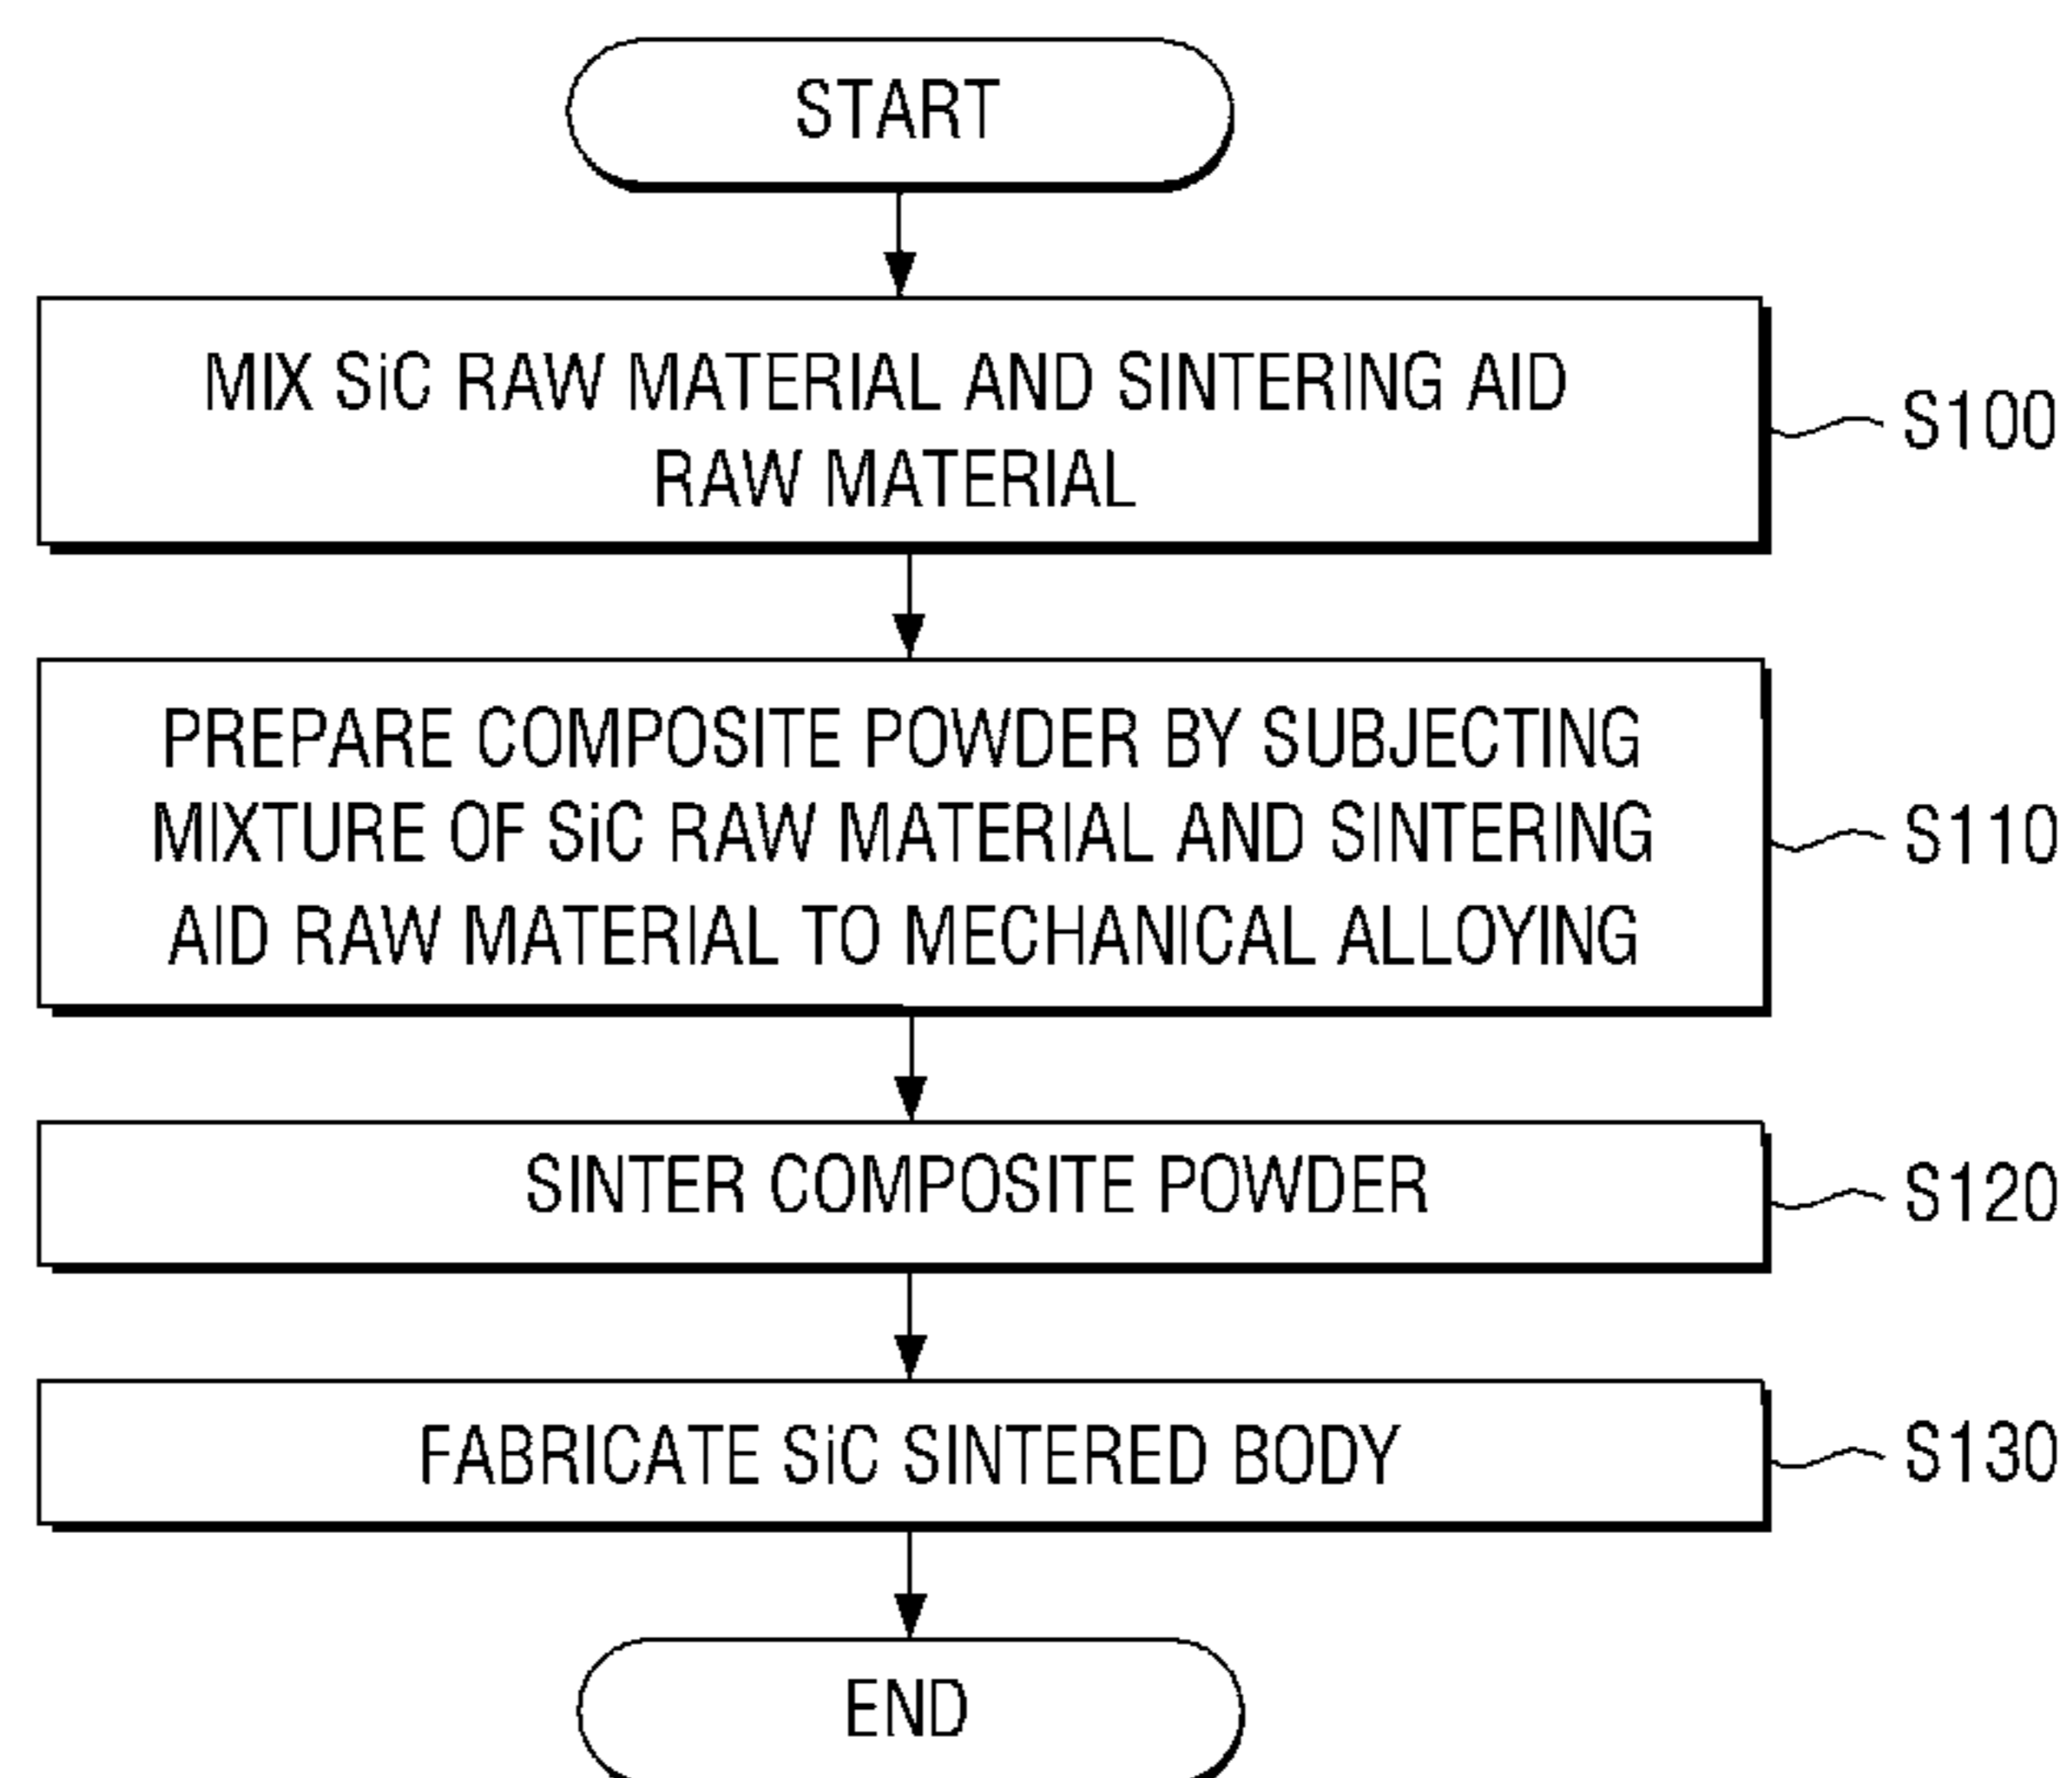 START
MIX SiC RAW MATERIAL AND SINTERING AID
RAW MATERIAL
S100
PREPARE COMPOSITE POWDER BY SUBJECTING
MIXTURE OF SiC RAW MATERIAL AND SINTERING
AID RAW MATERIAL TO MECHANICAL ALLOYING
S110
SINTER COMPOSITE POWDER
S120
FABRICATE SiC SINTERED BODY
S130
END